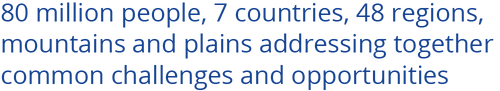 80 million people, 7 countries, 48 regions,
mountains and plains addressing together
common challenges and opportunities